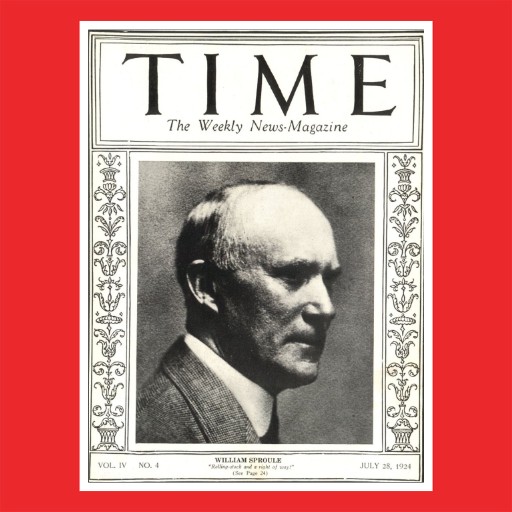 TIME
The Weekly News-Magazine
WILLIAM SPROULE
VOL. IV NO. 4 "Rolling-stock and a right of way!" JULY 28, 1924
(See Page 24)